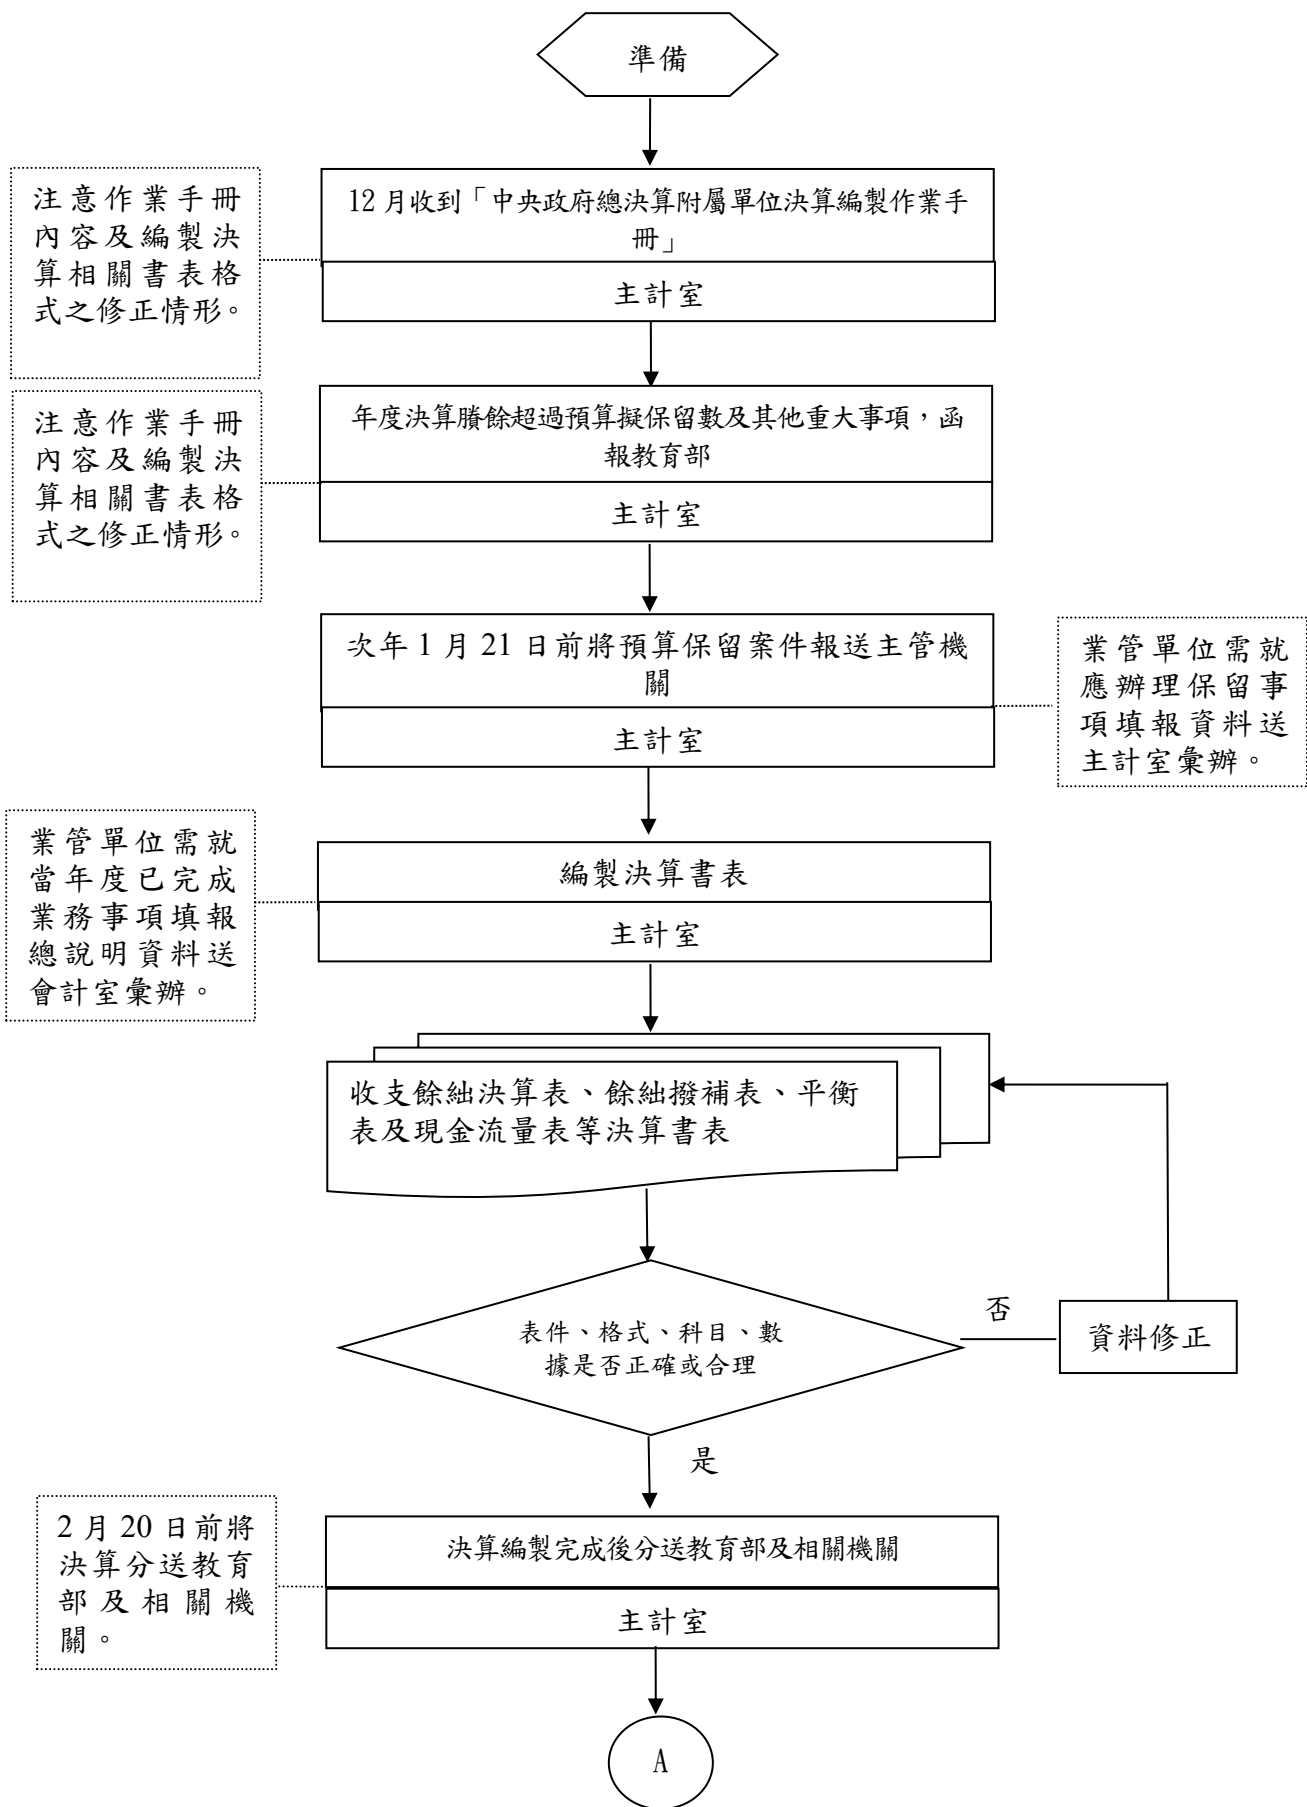 準備
注意作業手冊
內容及編製決
算相關書表格
式之修正情形。
12 月收到「中央政府總決算附屬單位決算編製作業手
冊」
主計室
注意作業手冊
內容及編製決
算相關書表格
式之修正情形。
年度決算賸餘超過預算擬保留數及其他重大事項，函
報教育部
主計室
次年 1 月 21 日前將預算保留案件報送主管機
關
主計室
業管單位需就
應辦理保留事
項填報資料送
主計室彙辦。
業管單位需就
當年度已完成
業務事項填報
總說明資料送
會計室彙辦。
編製決算書表
主計室
收支餘絀決算表、餘絀撥補表、平衡
表及現金流量表等決算書表
表件、格式、科目、數
據是否正確或合理
否
資料修正
是
2 月 20 日前將
決算分送教育
部及相關機
關。
決算編製完成後分送教育部及相關機關
主計室
A